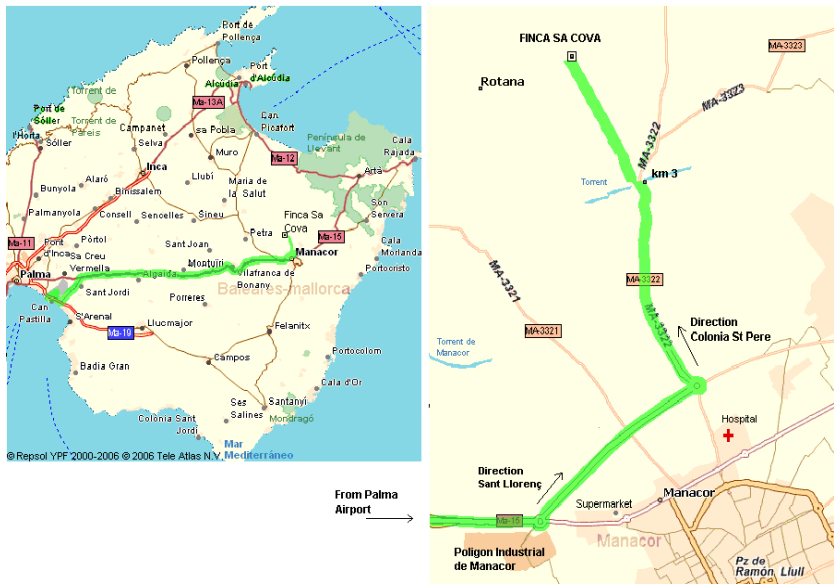 Port de
Pollença
Pollença
Port
d'Alcúdia
Alcúdia
Ma-13A
Torrent de
Torrent de
Pareis
Port de
Sóller
l'Horta
Sóller
Campanet
Selva
sa Pobla
Can
Picafort
Península de
Llevant
Cala
Rajada
Muro
Ma-12
Inca
Artà
Alaró
Llubí
Maria de
la Salut
Bunyola
Binissalem
Son
Servera
Palmanyola
Consell
Sencelles
Sineu
Finca Sa
Cova
Petra
Ma-15
Ma-11
Pont
d'Inca
Pòrtol
Sant Joan
Cala
Morlanda
Sa Creu
Vermella
Montuïri
Manacor
Palma
Algaida
Vilafranca de
Bonany
Portocristo
Sant Jordi
Porreres
Baleares-mallorca
Can
Pastilla
S'Arenal
Ma-19
Llucmajor
Felanitx
Badia Gran
Campos
Portocolom
Cala d'Or
Ses
Salines
Santanyí
Colònia Sant
Jordi
Mondragó
Mar
Mediterráneo
© Repsol YPF 2000-2006 © 2006 Tele Atlas N.V.
From Palma
Airport
FINCA SA COVA
MA-3323
Rotana
MA-3323
MA-3322
km 3
Torrent
MA-3322
MA-3321
MA-3322
MA-3321
Direction
Colonia St Pere
Torrent de
Manacor
Hospital
Direction
Sant Llorenç
Supermarket
Manacor
Ma-15
Manacor
Poligon Industrial
de Manacor
Pz de
Ramón Llull